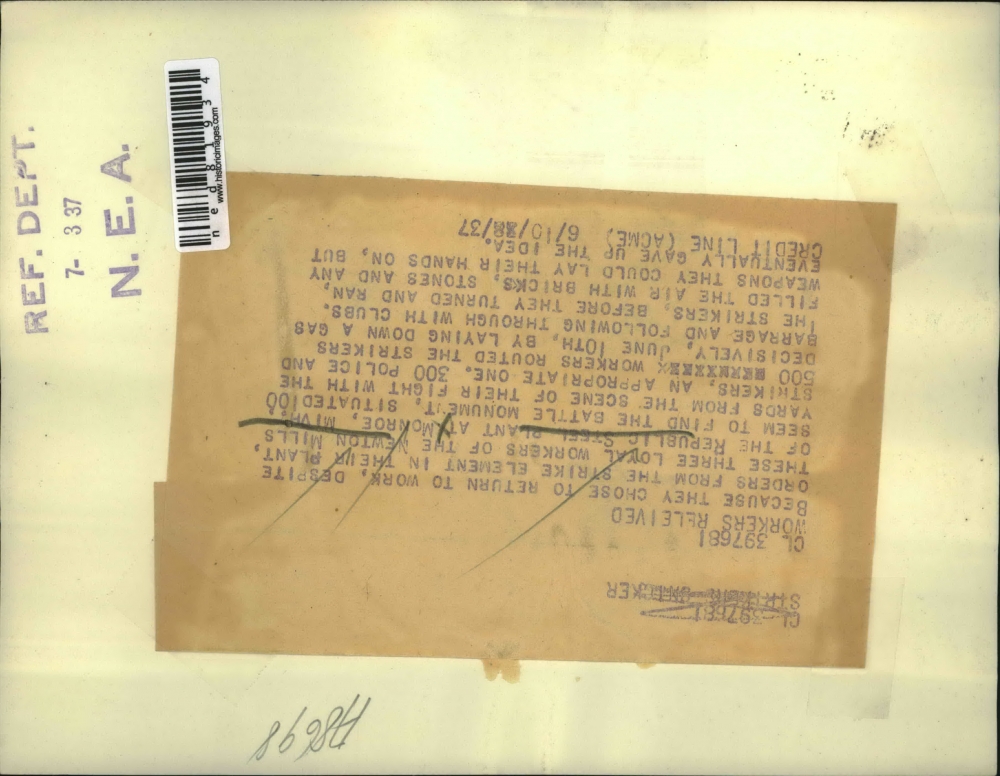 REF. DEPT.
7- 3 37
N. E. A.
ned81934
www.historicimages.com
CL 397681
STRIKER
CL 397681
WORKERS RELEIVED
BECAUSE THEY CHOSE TO RETURN TO WORK, DESPITE
ORDERS FROM THE STRIKE ELEMENT IN THEIR PLANT,
THESE THREE LOYAL WORKERS OF THE NEWTON MILLS
OF THE REPUBLIC STEEL PLANT AT MONROE, MICH.,
SEEM TO FIND THE BATTLE MONUMENT, SITUATED 100
YARDS FROM THE SCENE OF THEIR FIGHT WITH THE
STRIKERS, AN APPROPRIATE ONE. 300 POLICE AND
500 WORKERS ROUTED THE STRIKERS
DECISIVELY, JUNE 10TH, BY LAYING DOWN A GAS
BARRAGE AND FOLLOWING THROUGH WITH CLUBS.
THE STRIKERS, BEFORE THEY TURNED AND RAN,
FILLED THE AIR WITH BRICKS, STONES AND ANY
WEAPONS THEY COULD LAY THEIR HANDS ON, BUT
EVENTUALLY GAVE UP THE IDEA.
CREDIT LINE (ACME) 6/10/37